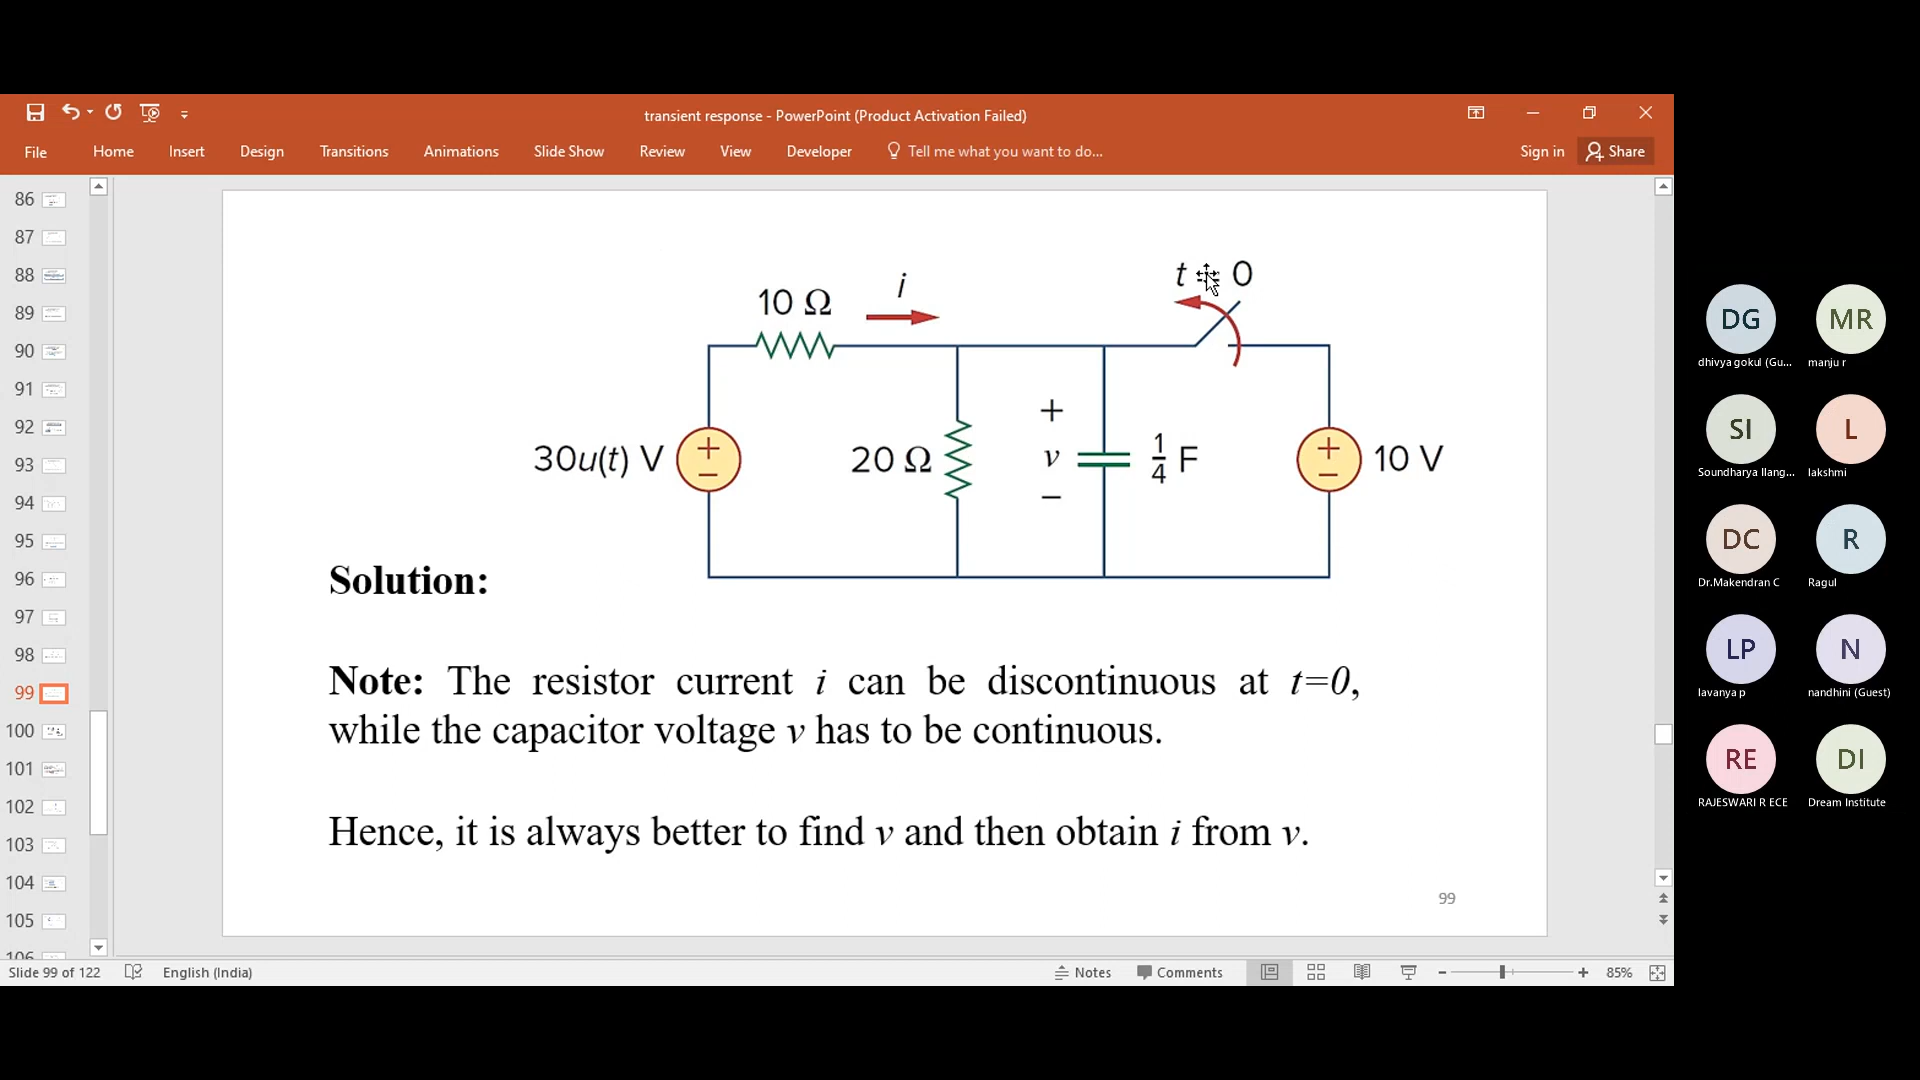 transient response - PowerPoint (Product Activation Failed)
File Home Insert Design Transitions Animations Slide Show Review View Developer Tell me what you want to do... Sign in Share
86
87
88
89
90
91
92
93
94
95
96
97
98
99
100
101
102
103
104
105
106
t = 0
10 Ω
i
30u(t) V
+
−
20 Ω
+
v
−
1/4 F
+
−
10 V
Solution:
Note: The resistor current i can be discontinuous at t=0,
while the capacitor voltage v has to be continuous.
Hence, it is always better to find v and then obtain i from v.
99
Slide 99 of 122 English (India) Notes Comments 85%
DG MR
dhivya gokul (Gu... manju r
SI L
Soundharya Ilang... lakshmi
DC R
Dr.Makendran C Ragul
LP N
lavanya p nandhini (Guest)
RE DI
RAJESWARI R ECE Dream Institute